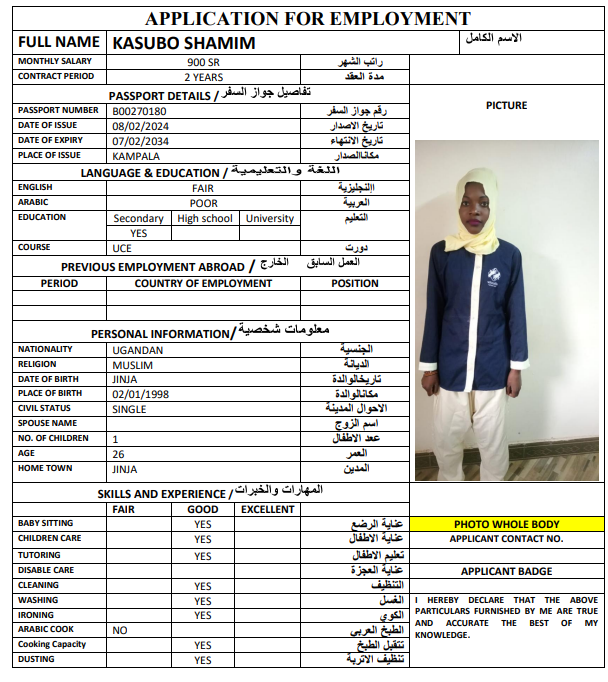 APPLICATION FOR EMPLOYMENT
FULL NAME KASUBO SHAMIM الاسم الكامل
MONTHLY SALARY 900 SR راتب الشهر
CONTRACT PERIOD 2 YEARS مدة العقد
PASSPORT DETAILS / تفاصيل جواز السفر
PICTURE
PASSPORT NUMBER B00270180 رقم جواز السفر
DATE OF ISSUE 08/02/2024 تاريخ الاصدار
DATE OF EXPIRY 07/02/2034 تاريخ الانتهاء
PLACE OF ISSUE KAMPALA مكاناالصدار
LANGUAGE & EDUCATION / اللغة والتعليمية
ENGLISH FAIR اإلنجليزية
ARABIC POOR العربية
EDUCATION Secondary High school University التعليم
YES
COURSE UCE دورت
PREVIOUS EMPLOYMENT ABROAD / العمل السابق الخارج
PERIOD COUNTRY OF EMPLOYMENT POSITION
PERSONAL INFORMATION/ معلومات شخصية
NATIONALITY UGANDAN الجنسية
RELIGION MUSLIM الديانة
DATE OF BIRTH JINJA تاريخالوالدة
PLACE OF BIRTH 02/01/1998 مكانالوالدة
CIVIL STATUS SINGLE الاحوال المدينة
SPOUSE NAME اسم الزوج
NO. OF CHILDREN 1 عدد الاطفال
AGE 26 العمر
HOME TOWN JINJA المدين
SKILLS AND EXPERIENCE / المهارات والخبرات
FAIR GOOD EXCELLENT
BABY SITTING YES عناية الرضع
PHOTO WHOLE BODY
CHILDREN CARE YES عناية الاطفال
APPLICANT CONTACT NO.
TUTORING YES تعليم الاطفال
DISABLE CARE عناية العجزة
APPLICANT BADGE
CLEANING YES التنظيف
WASHING YES الغسل
IRONING YES الكوي
ARABIC COOK NO الطبخ العربي
Cooking Capacity YES تتقبل الطبخ
DUSTING YES تنظيف الاتربة
I HEREBY DECLARE THAT THE ABOVE
PARTICULARS FURNISHED BY ME ARE TRUE
AND ACCURATE THE BEST OF MY
KNOWLEDGE.